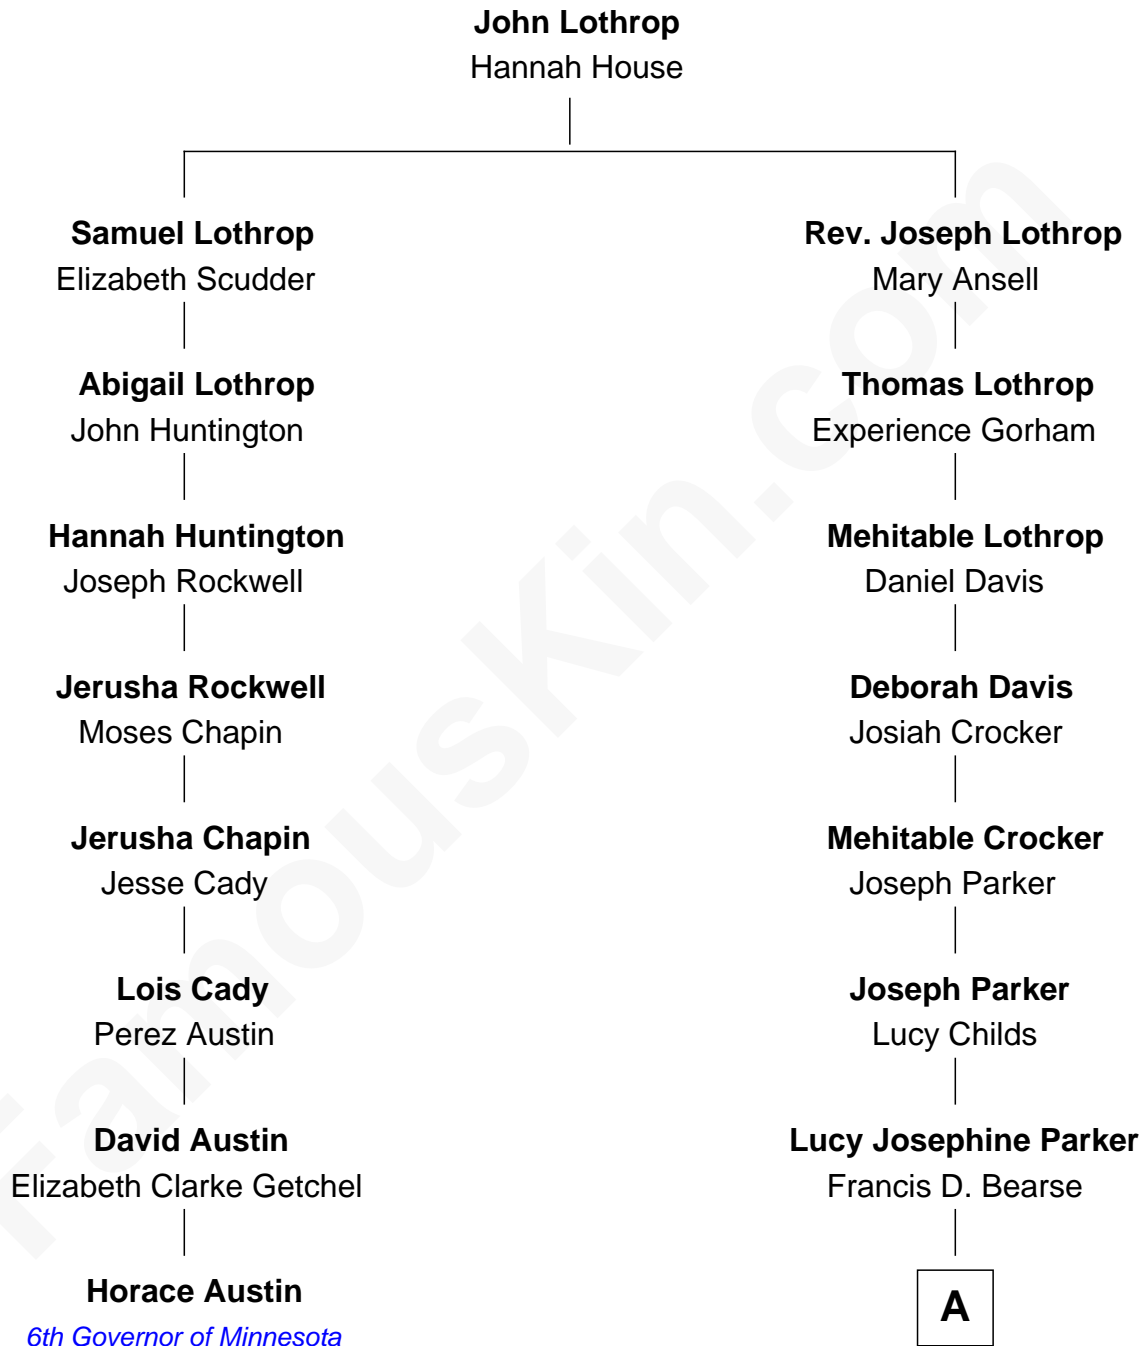 John Lothrop
Hannah House
Samuel Lothrop
Elizabeth Scudder
Rev. Joseph Lothrop
Mary Ansell
Abigail Lothrop
John Huntington
Thomas Lothrop
Experience Gorham
Hannah Huntington
Joseph Rockwell
Mehitable Lothrop
Daniel Davis
Jerusha Rockwell
Moses Chapin
Deborah Davis
Josiah Crocker
Jerusha Chapin
Jesse Cady
Mehitable Crocker
Joseph Parker
Lois Cady
Perez Austin
Joseph Parker
Lucy Childs
David Austin
Elizabeth Clarke Getchel
Lucy Josephine Parker
Francis D. Bearse
Horace Austin
6th Governor of Minnesota
A
FamousKin.com